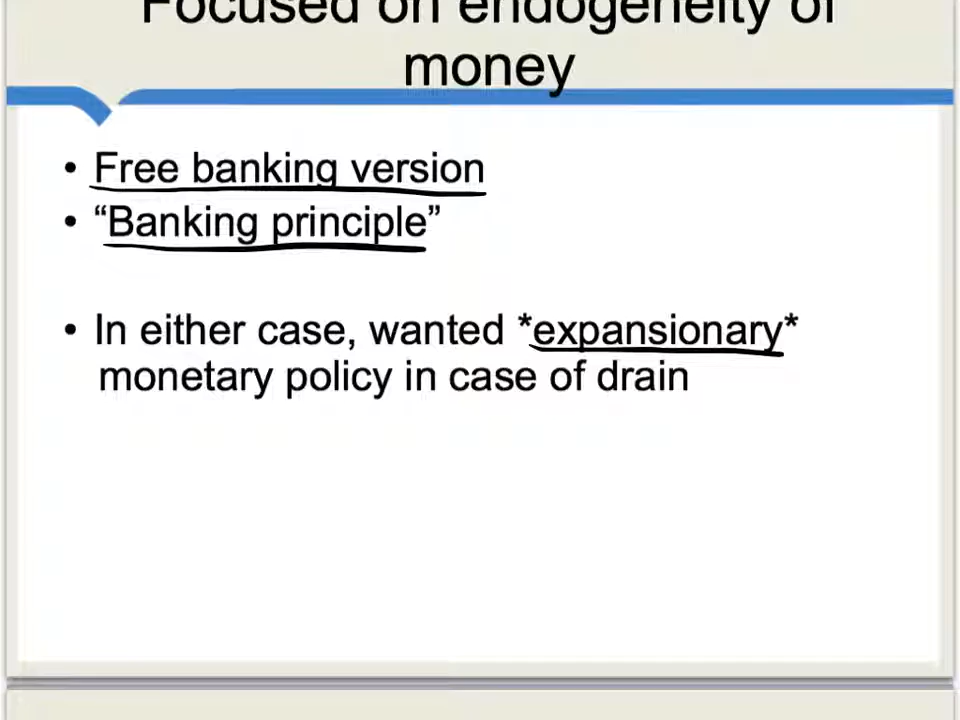 Focused on endogeneity of
money
• Free banking version
• “Banking principle”
• In either case, wanted *expansionary*
monetary policy in case of drain